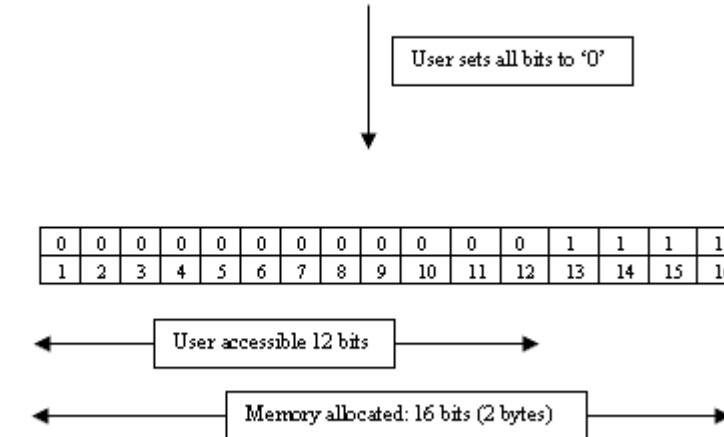 User sets all bits to ‘0’
0 0 0 0 0 0 0 0 0 0 0 0 1 1 1 1
1 2 3 4 5 6 7 8 9 10 11 12 13 14 15
User accessible 12 bits
Memory allocated: 16 bits (2 bytes)